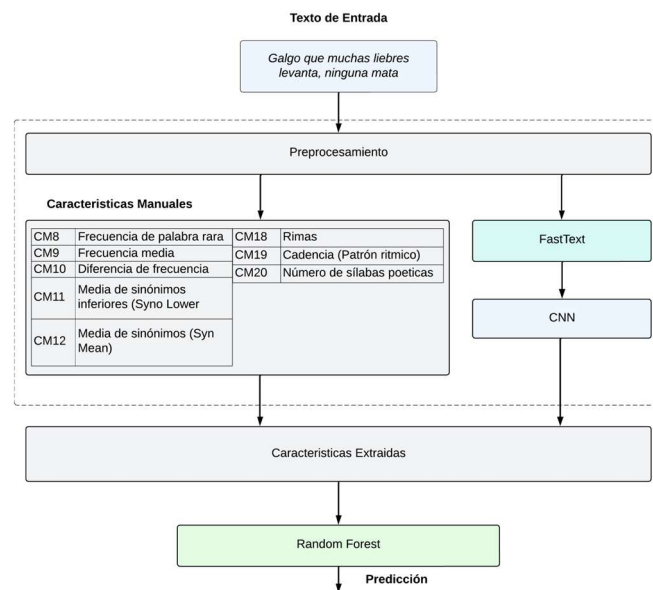 Texto de Entrada
Galgo que muchas liebres
levanta, ninguna mata
Preprocesamiento
Caracteristicas Manuales
CM8 Frecuencia de palabra rara
CM9 Frecuencia media
CM10 Diferencia de frecuencia
CM11 Media de sinónimos
inferiores (Syno Lower
CM12 Media de sinónimos (Syn
Mean)
CM18 Rimas
CM19 Cadencia (Patrón ritmico)
CM20 Número de sílabas poeticas
FastText
CNN
Caracteristicas Extraidas
Random Forest
Predicción